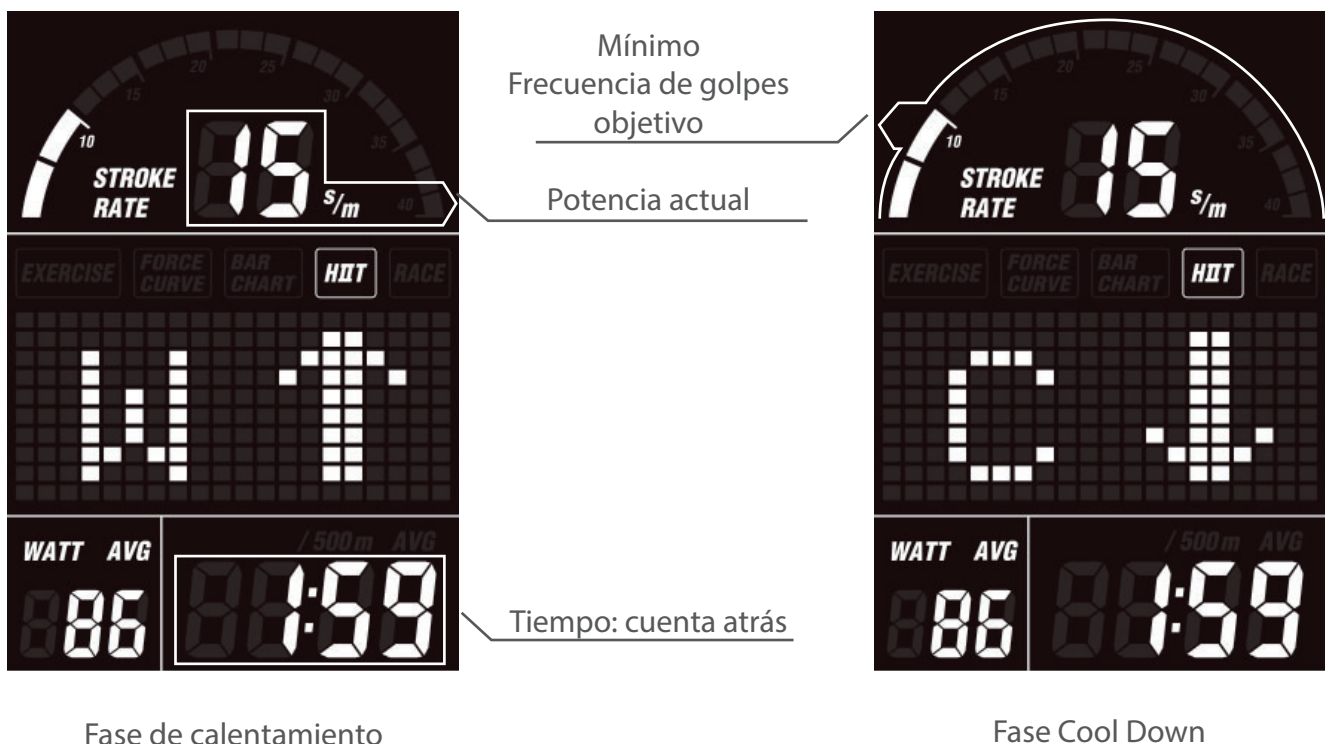 10
15
20
25
30
35
40
STROKE
RATE
15 s/m
EXERCISE
FORCE
CURVE
BAR
CHART
HIIT
RACE
W
WATT AVG
/ 500 m AVG
86
1:59
Fase de calentamiento
Mínimo
Frecuencia de golpes
objetivo
Potencia actual
Tiempo: cuenta atrás
10
15
20
25
30
35
40
STROKE
RATE
15 s/m
EXERCISE
FORCE
CURVE
BAR
CHART
HIIT
RACE
C
WATT AVG
/ 500 m AVG
86
1:59
Fase Cool Down